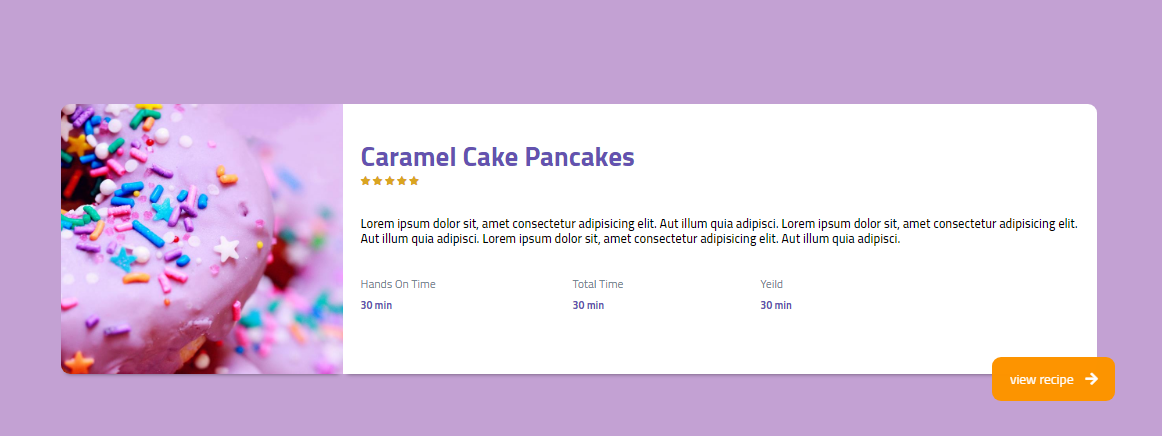 Caramel Cake Pancakes
Lorem ipsum dolor sit, amet consectetur adipisicing elit. Aut illum quia adipisci. Lorem ipsum dolor sit, amet consectetur adipisicing elit.
Aut illum quia adipisci. Lorem ipsum dolor sit, amet consectetur adipisicing elit. Aut illum quia adipisci.
Hands On Time Total Time Yeild
30 min 30 min 30 min
view recipe